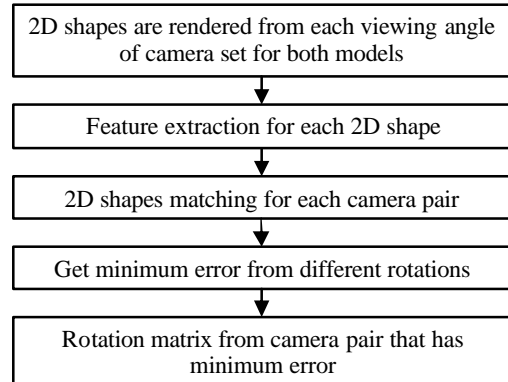 2D shapes are rendered from each viewing angle
of camera set for both models
Feature extraction for each 2D shape
2D shapes matching for each camera pair
Get minimum error from different rotations
Rotation matrix from camera pair that has
minimum error